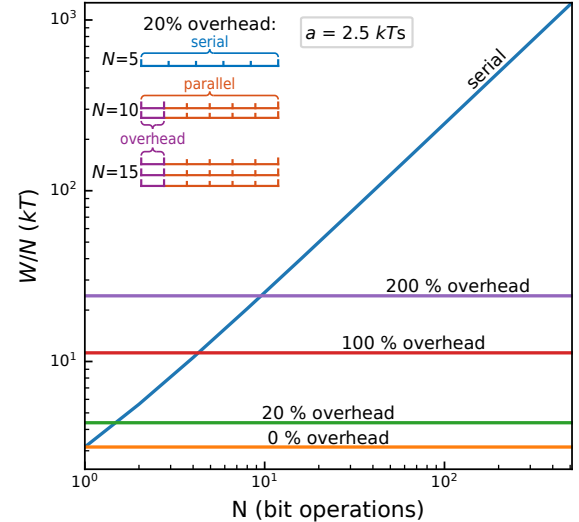 20% overhead:
a = 2.5 kTs
serial
N=5
parallel
N=10
overhead
N=15
serial
200 % overhead
100 % overhead
20 % overhead
0 % overhead
W/N (kT)
10³
10²
10¹
10⁰
10¹
10²
N (bit operations)